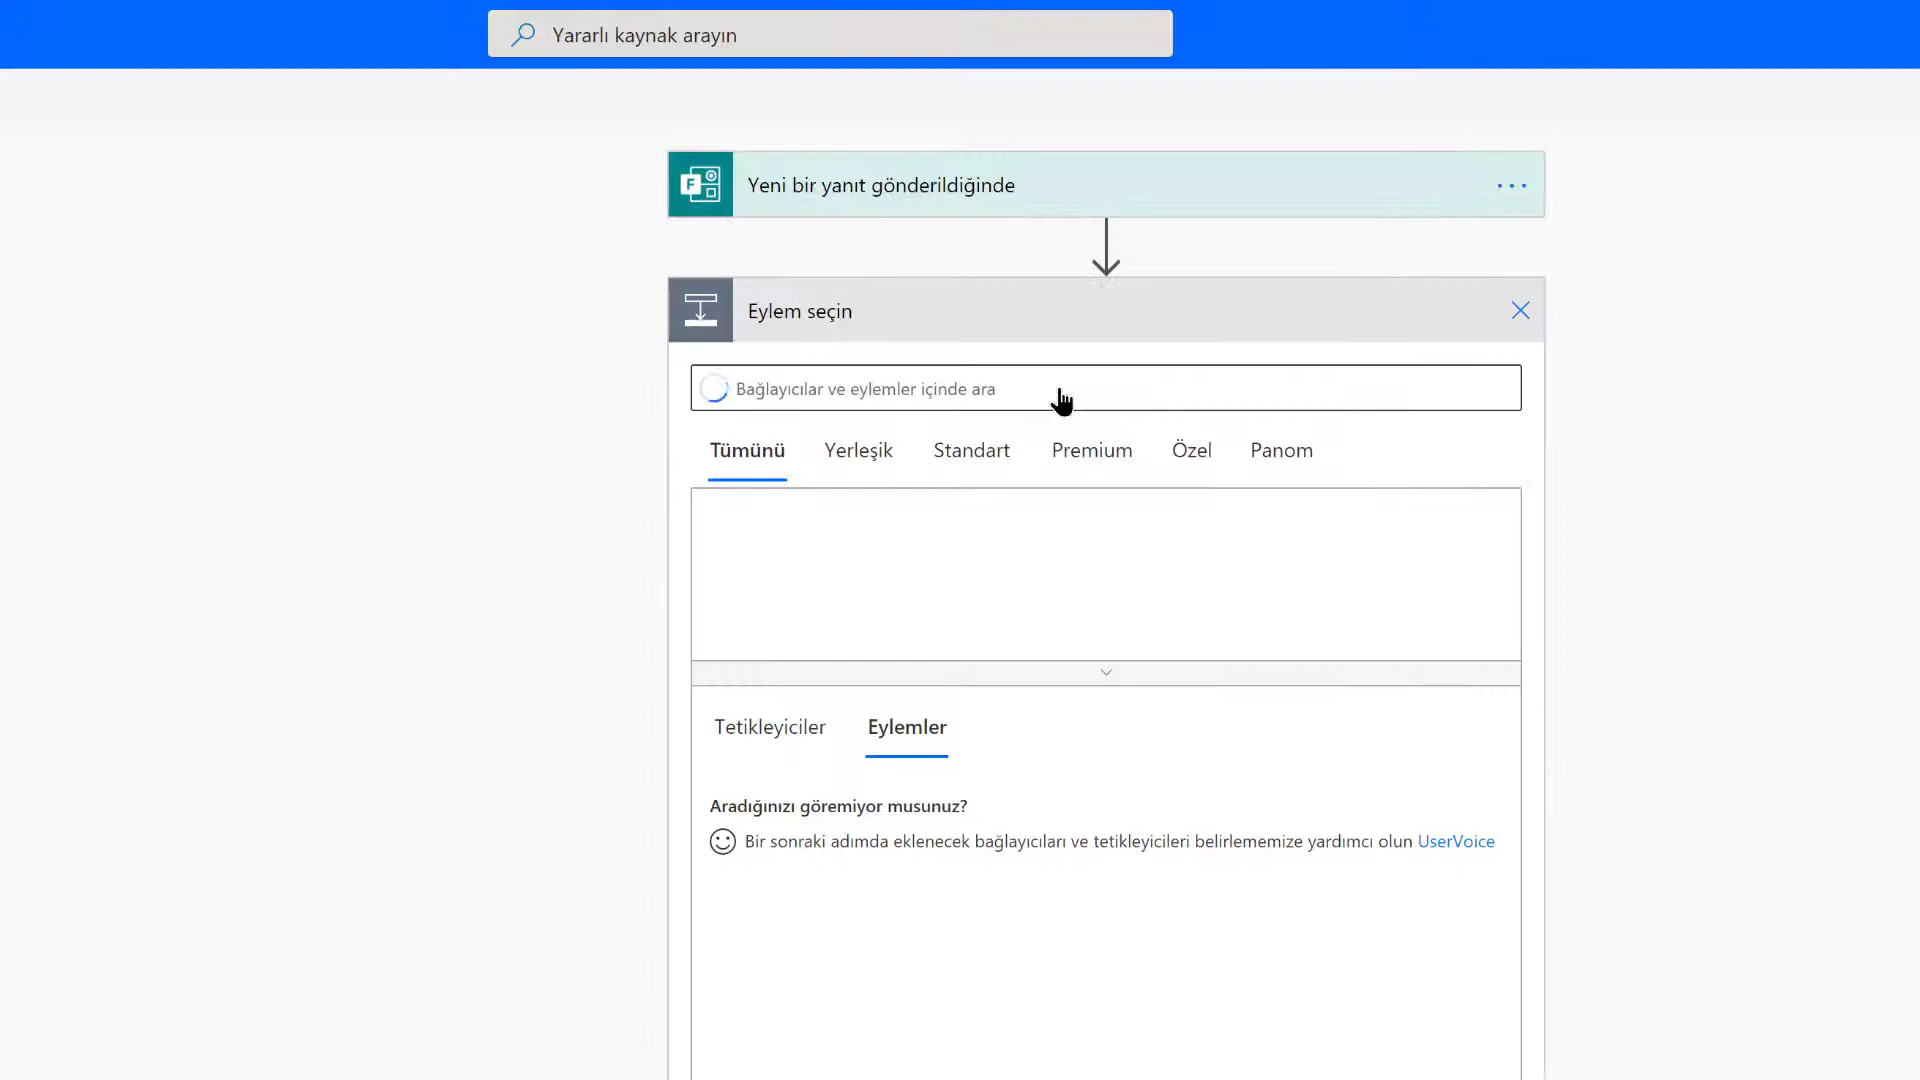 Yararlı kaynak arayın
F
Yeni bir yanıt gönderildiğinde
Eylem seçin
Bağlayıcılar ve eylemler içinde ara
Tümünü Yerleşik Standart Premium Özel Panom
Tetikleyiciler Eylemler
Aradığınızı göremiyor musunuz?
Bir sonraki adımda eklenecek bağlayıcıları ve tetikleyicileri belirlememize yardımcı olun UserVoice